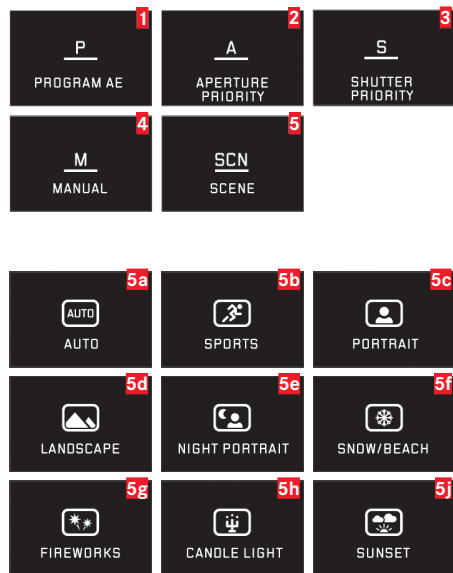 1
P
PROGRAM AE
2
A
APERTURE
PRIORITY
3
S
SHUTTER
PRIORITY
4
M
MANUAL
5
SCN
SCENE
5a
AUTO
AUTO
5b
SPORTS
5c
PORTRAIT
5d
LANDSCAPE
5e
NIGHT PORTRAIT
5f
SNOW/BEACH
5g
FIREWORKS
5h
CANDLE LIGHT
5j
SUNSET